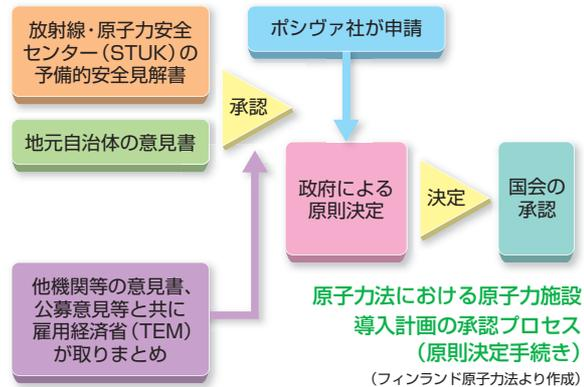 放射線・原子力安全
センター（STUK）の
予備的安全見解書
地元自治体の意見書
承認
ポシヴァ社が申請
政府による
原則決定
決定
国会の
承認
他機関等の意見書、
公募意見等と共に
雇用経済省（TEM）
が取りまとめ
原子力法における原子力施設
導入計画の承認プロセス
（原則決定手続き）
（フィンランド原子力法より作成）